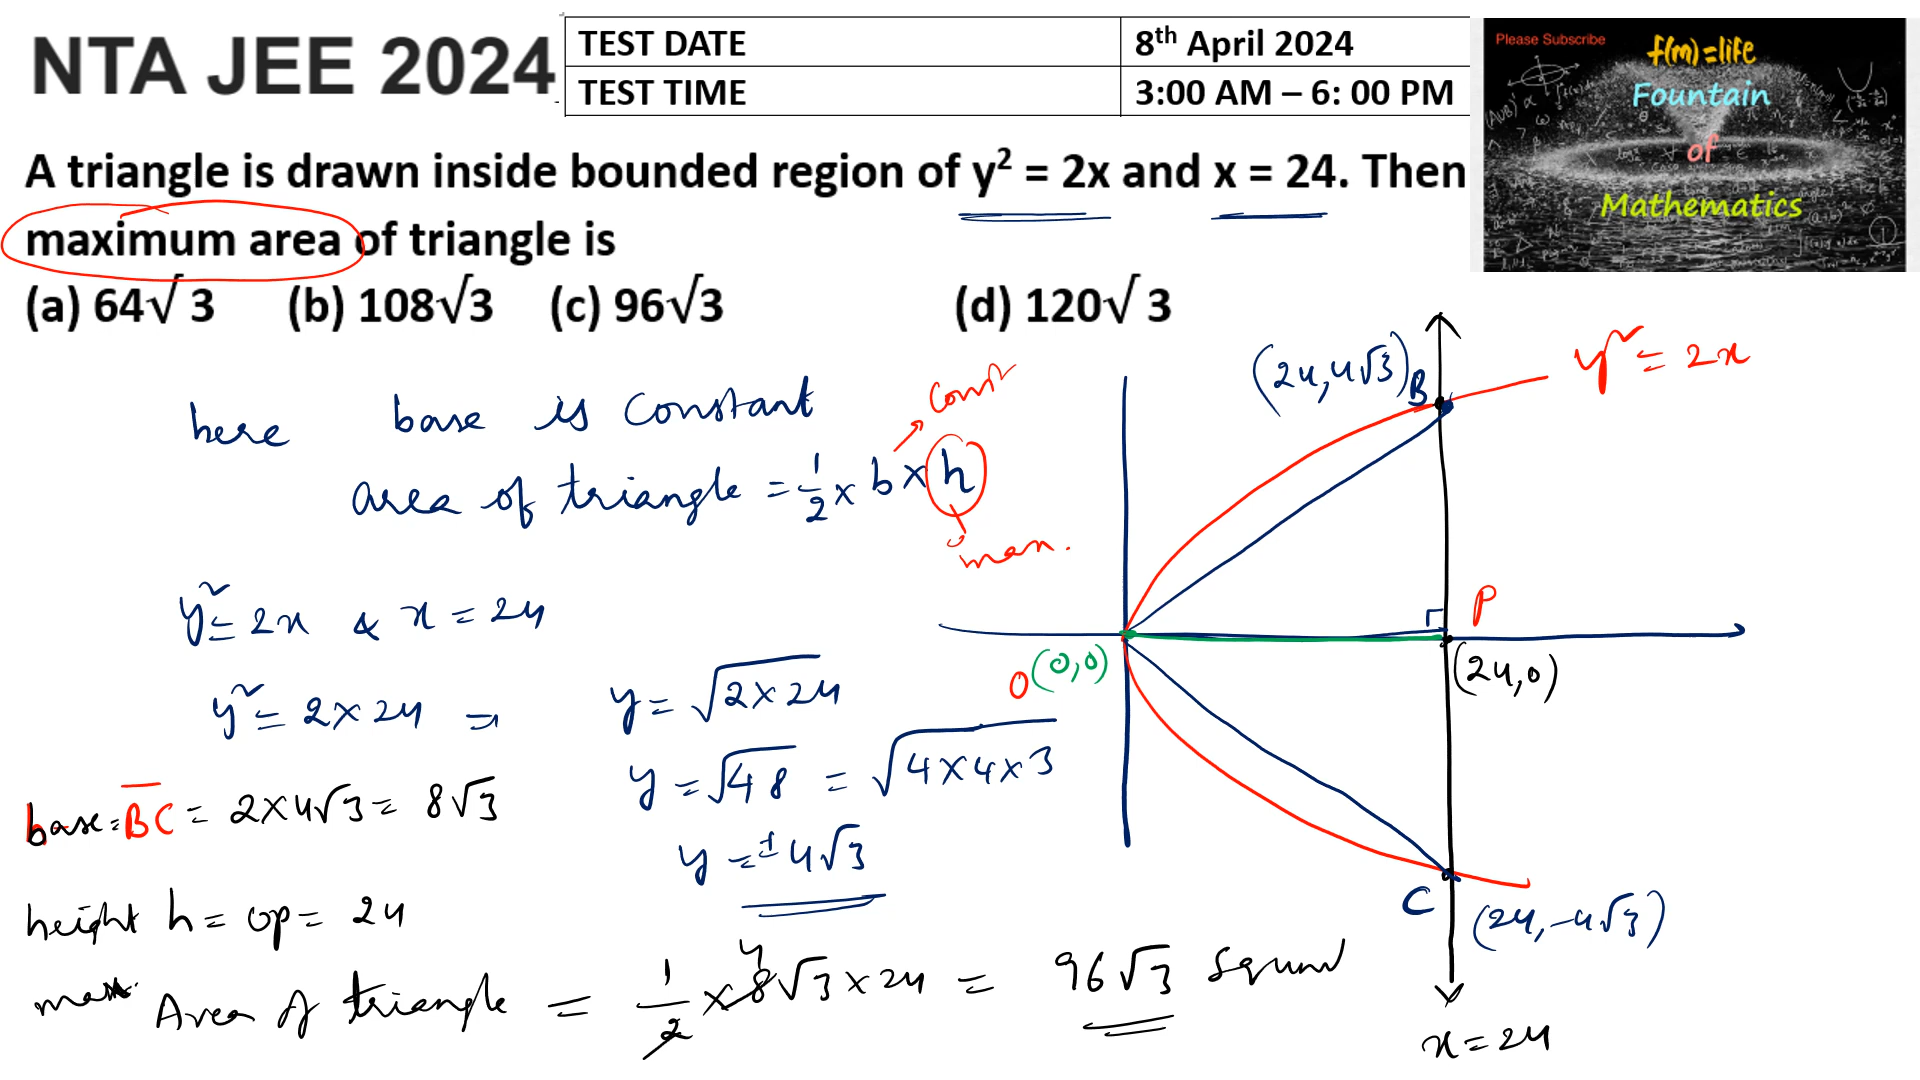 NTA JEE 2024
TEST DATE 8th April 2024
TEST TIME 3:00 AM – 6: 00 PM
Please Subscribe
f(m)=life
Fountain
of
Mathematics
A triangle is drawn inside bounded region of y² = 2x and x = 24. Then
maximum area of triangle is
(a) 64√ 3 (b) 108√3 (c) 96√3 (d) 120√ 3
here base is constant
const
area of triangle = 1/2 × b × h
y² = 2x & x = 24
y² = 2×24 ⇒ y = √2×24
y = √48 = √4×4×3
y = ±4√3
base = BC = 2×4√3 = 8√3
height h = OP = 24
Area of triangle = 1/2 × 8√3 × 24 = 96√3
4
(24, 4√3) B
y² = 2x
P
O (0,0)
(24,0)
C (24, -4√3)
x = 24